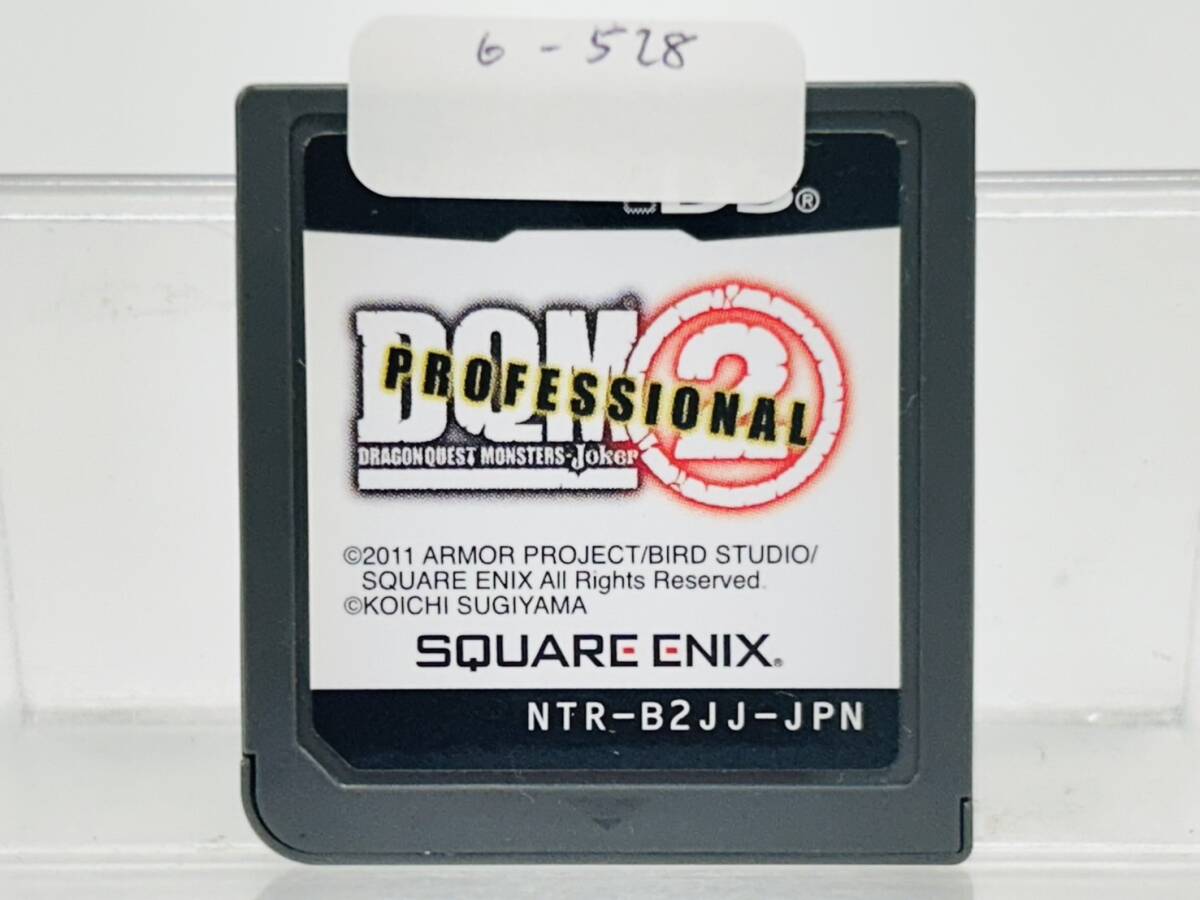 6-528
DS®
DQM®
2
PROFESSIONAL
DRAGON QUEST MONSTERS-Joker
©2011 ARMOR PROJECT/BIRD STUDIO/
SQUARE ENIX All Rights Reserved.
©KOICHI SUGIYAMA
SQUARE ENIX®
NTR-B2JJ-JPN